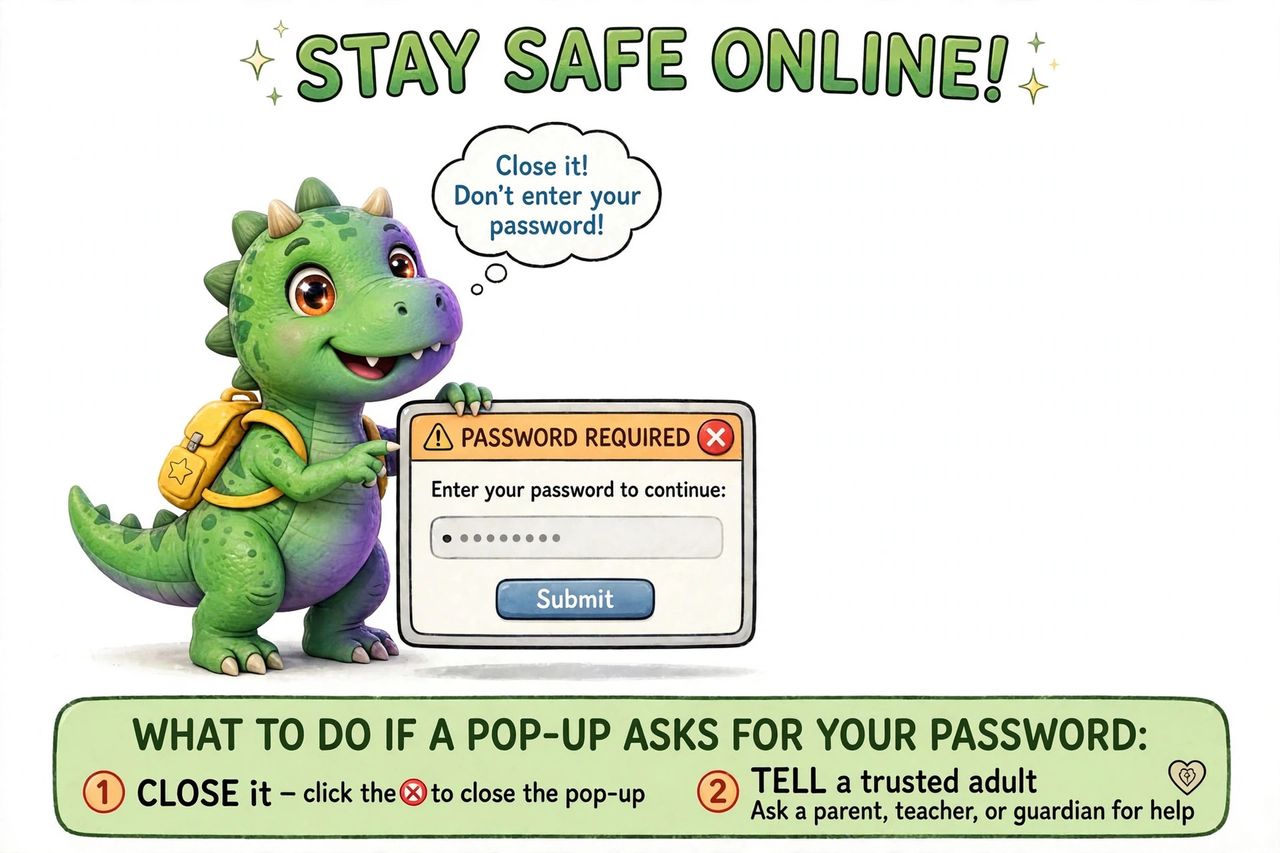 STAY SAFE ONLINE!
Close it!
Don't enter your
password!
PASSWORD REQUIRED
Enter your password to continue:
Submit
WHAT TO DO IF A POP-UP ASKS FOR YOUR PASSWORD:
1 CLOSE it – click the to close the pop-up
2 TELL a trusted adult
Ask a parent, teacher, or guardian for help